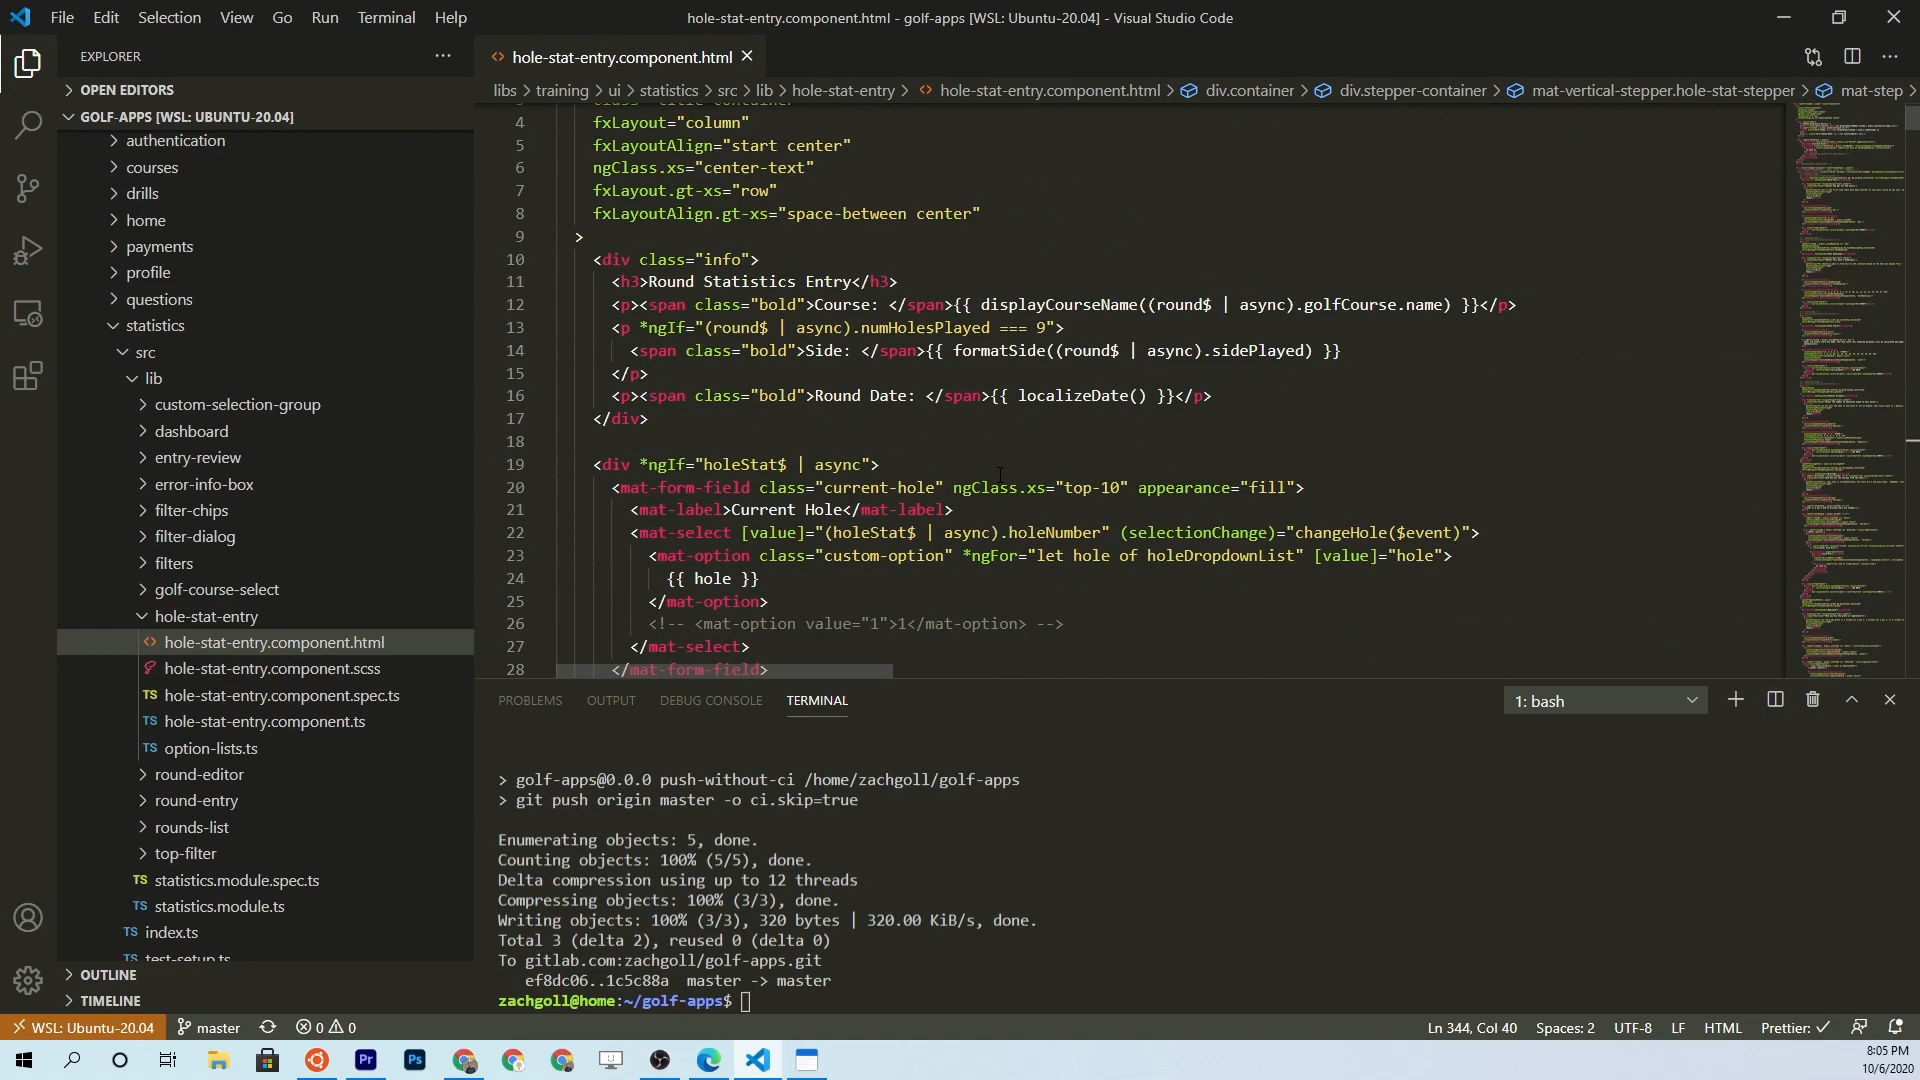 File Edit Selection View Go Run Terminal Help
hole-stat-entry.component.html - golf-apps [WSL: Ubuntu-20.04] - Visual Studio Code
EXPLORER
OPEN EDITORS
GOLF-APPS [WSL: UBUNTU-20.04]
authentication
courses
drills
home
payments
profile
questions
statistics
src
lib
custom-selection-group
dashboard
entry-review
error-info-box
filter-chips
filter-dialog
filters
golf-course-select
hole-stat-entry
hole-stat-entry.component.html
hole-stat-entry.component.scss
TS hole-stat-entry.component.spec.ts
TS hole-stat-entry.component.ts
TS option-lists.ts
round-editor
round-entry
rounds-list
top-filter
TS statistics.module.spec.ts
TS statistics.module.ts
TS index.ts
TS test-setup.ts
OUTLINE
TIMELINE
hole-stat-entry.component.html
libs > training > ui > statistics > src > lib > hole-stat-entry > hole-stat-entry.component.html > div.container > div.stepper-container > mat-vertical-stepper.hole-stat-stepper > mat-step >
3 class="title-container"
4 fxLayout="column"
5 fxLayoutAlign="start center"
6 ngClass.xs="center-text"
7 fxLayout.gt-xs="row"
8 fxLayoutAlign.gt-xs="space-between center"
9 >
10 <div class="info">
11 <h3>Round Statistics Entry</h3>
12 <p><span class="bold">Course: </span>{{ displayCourseName((round$ | async).golfCourse.name) }}</p>
13 <p *ngIf="(round$ | async).numHolesPlayed === 9">
14 <span class="bold">Side: </span>{{ formatSide((round$ | async).sidePlayed) }}
15 </p>
16 <p><span class="bold">Round Date: </span>{{ localizeDate() }}</p>
17 </div>
18
19 <div *ngIf="holeStat$ | async">
20 <mat-form-field class="current-hole" ngClass.xs="top-10" appearance="fill">
21 <mat-label>Current Hole</mat-label>
22 <mat-select [value]="(holeStat$ | async).holeNumber" (selectionChange)="changeHole($event)">
23 <mat-option class="custom-option" *ngFor="let hole of holeDropdownList" [value]="hole">
24 {{ hole }}
25 </mat-option>
26 <!-- <mat-option value="1">1</mat-option> -->
27 </mat-select>
28 </mat-form-field>
PROBLEMS OUTPUT DEBUG CONSOLE TERMINAL
1: bash
> golf-apps@0.0.0 push-without-ci /home/zachgoll/golf-apps
> git push origin master -o ci.skip=true
Enumerating objects: 5, done.
Counting objects: 100% (5/5), done.
Delta compression using up to 12 threads
Compressing objects: 100% (3/3), done.
Writing objects: 100% (3/3), 320 bytes | 320.00 KiB/s, done.
Total 3 (delta 2), reused 0 (delta 0)
To gitlab.com:zachgoll/golf-apps.git
ef8dc06..1c5c88a master -> master
zachgoll@home:~/golf-apps$
WSL: Ubuntu-20.04 master 0 0
Ln 344, Col 40 Spaces: 2 UTF-8 LF HTML Prettier: ✓
Pr Ps
8:05 PM
10/6/2020